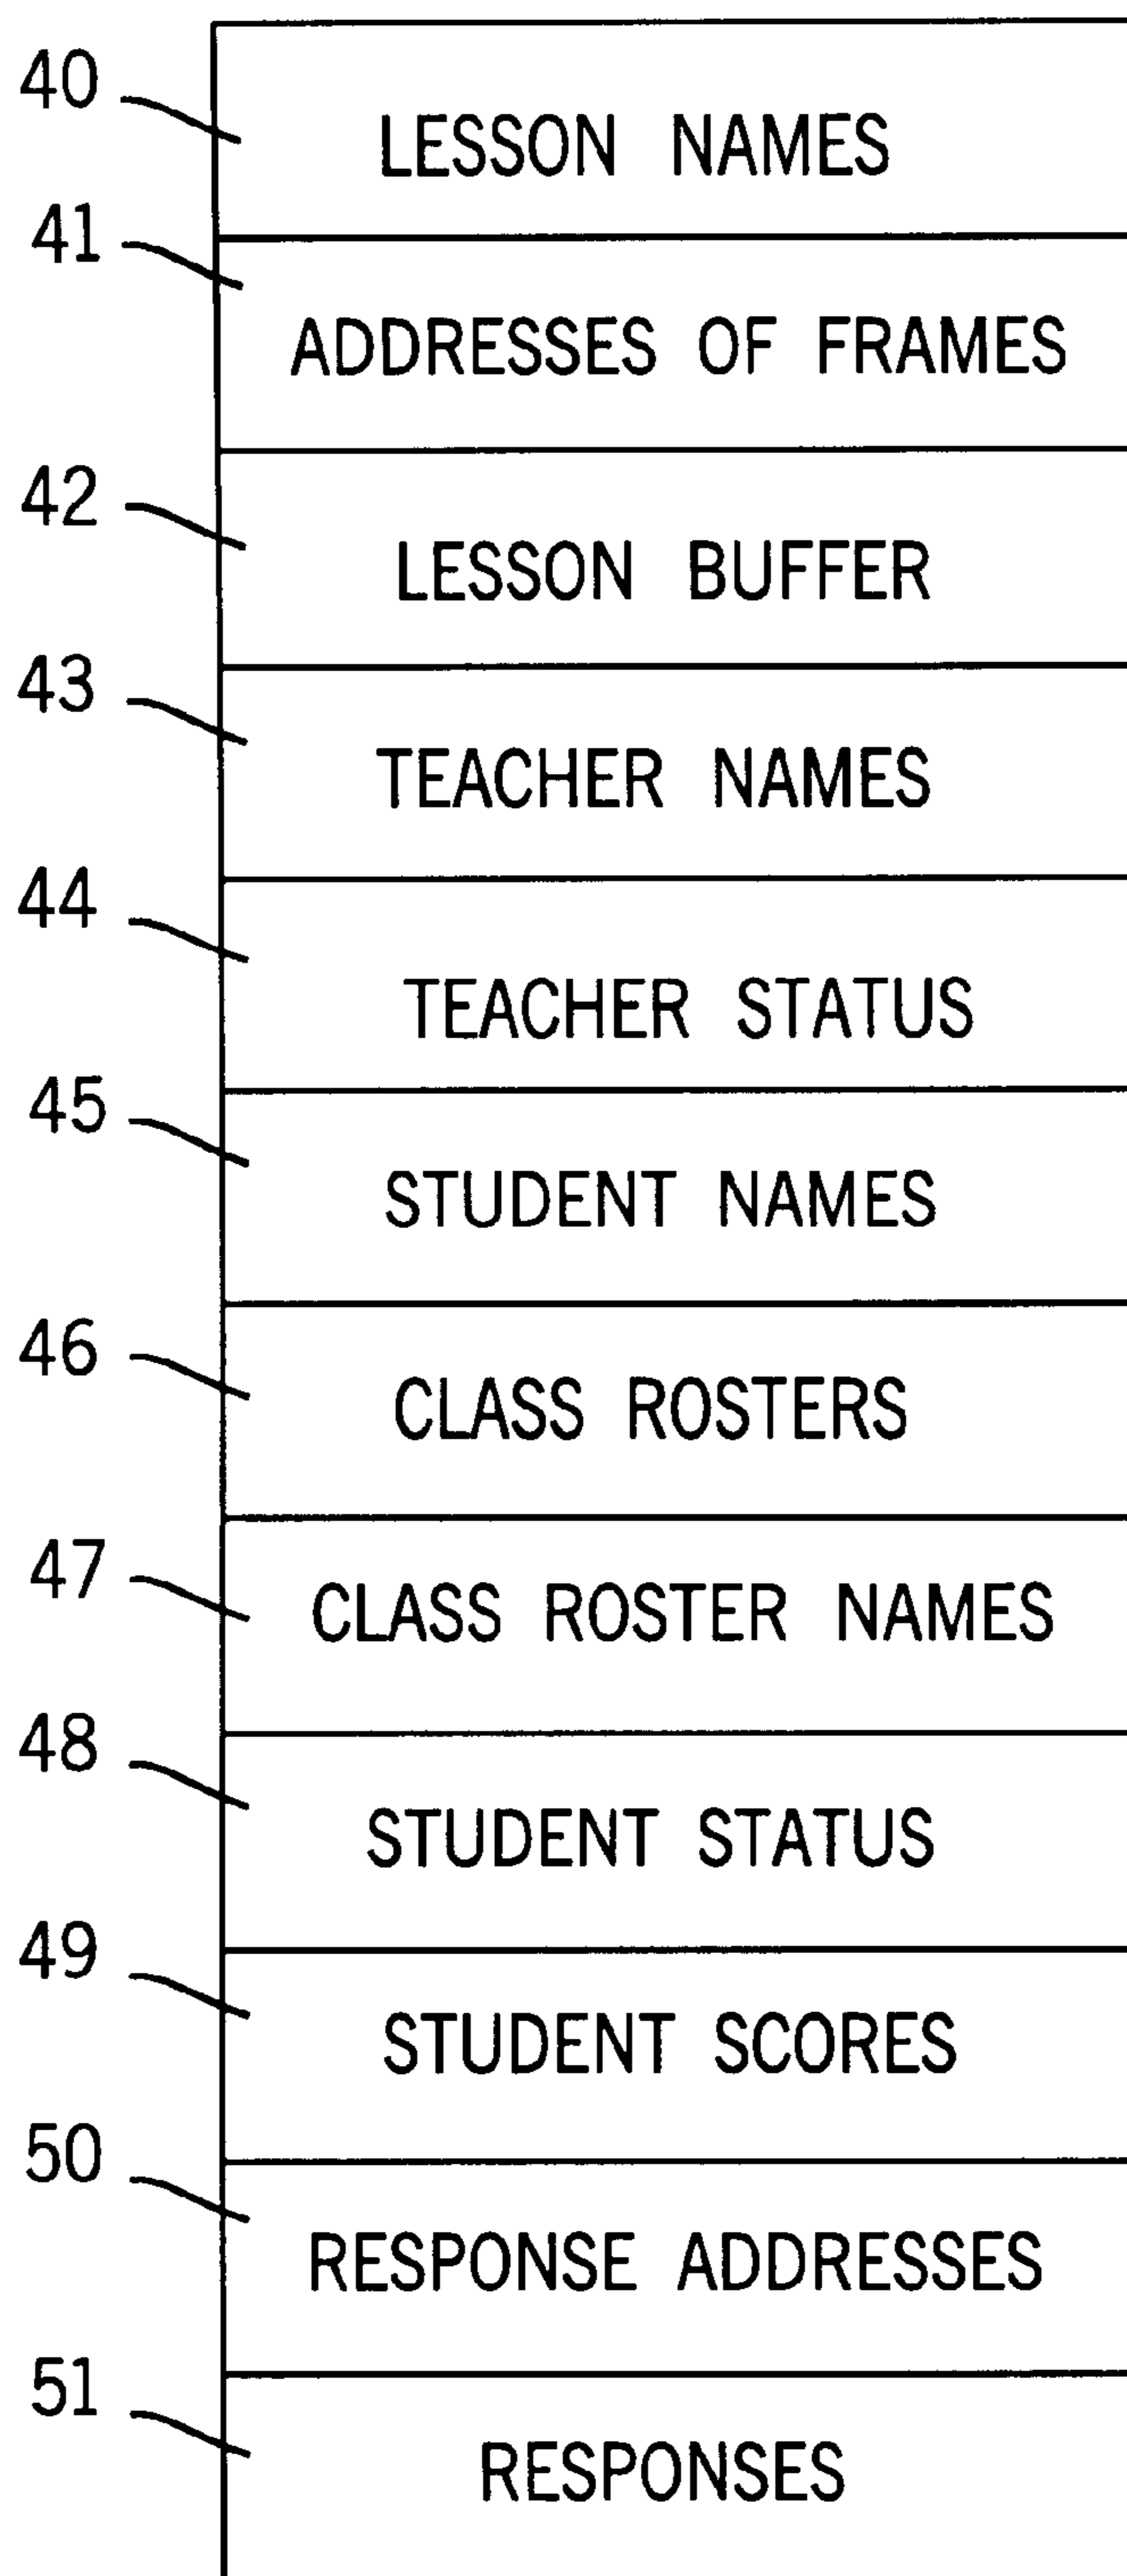 40 LESSON NAMES
41 ADDRESSES OF FRAMES
42 LESSON BUFFER
43 TEACHER NAMES
44 TEACHER STATUS
45 STUDENT NAMES
46 CLASS ROSTERS
47 CLASS ROSTER NAMES
48 STUDENT STATUS
49 STUDENT SCORES
50 RESPONSE ADDRESSES
51 RESPONSES